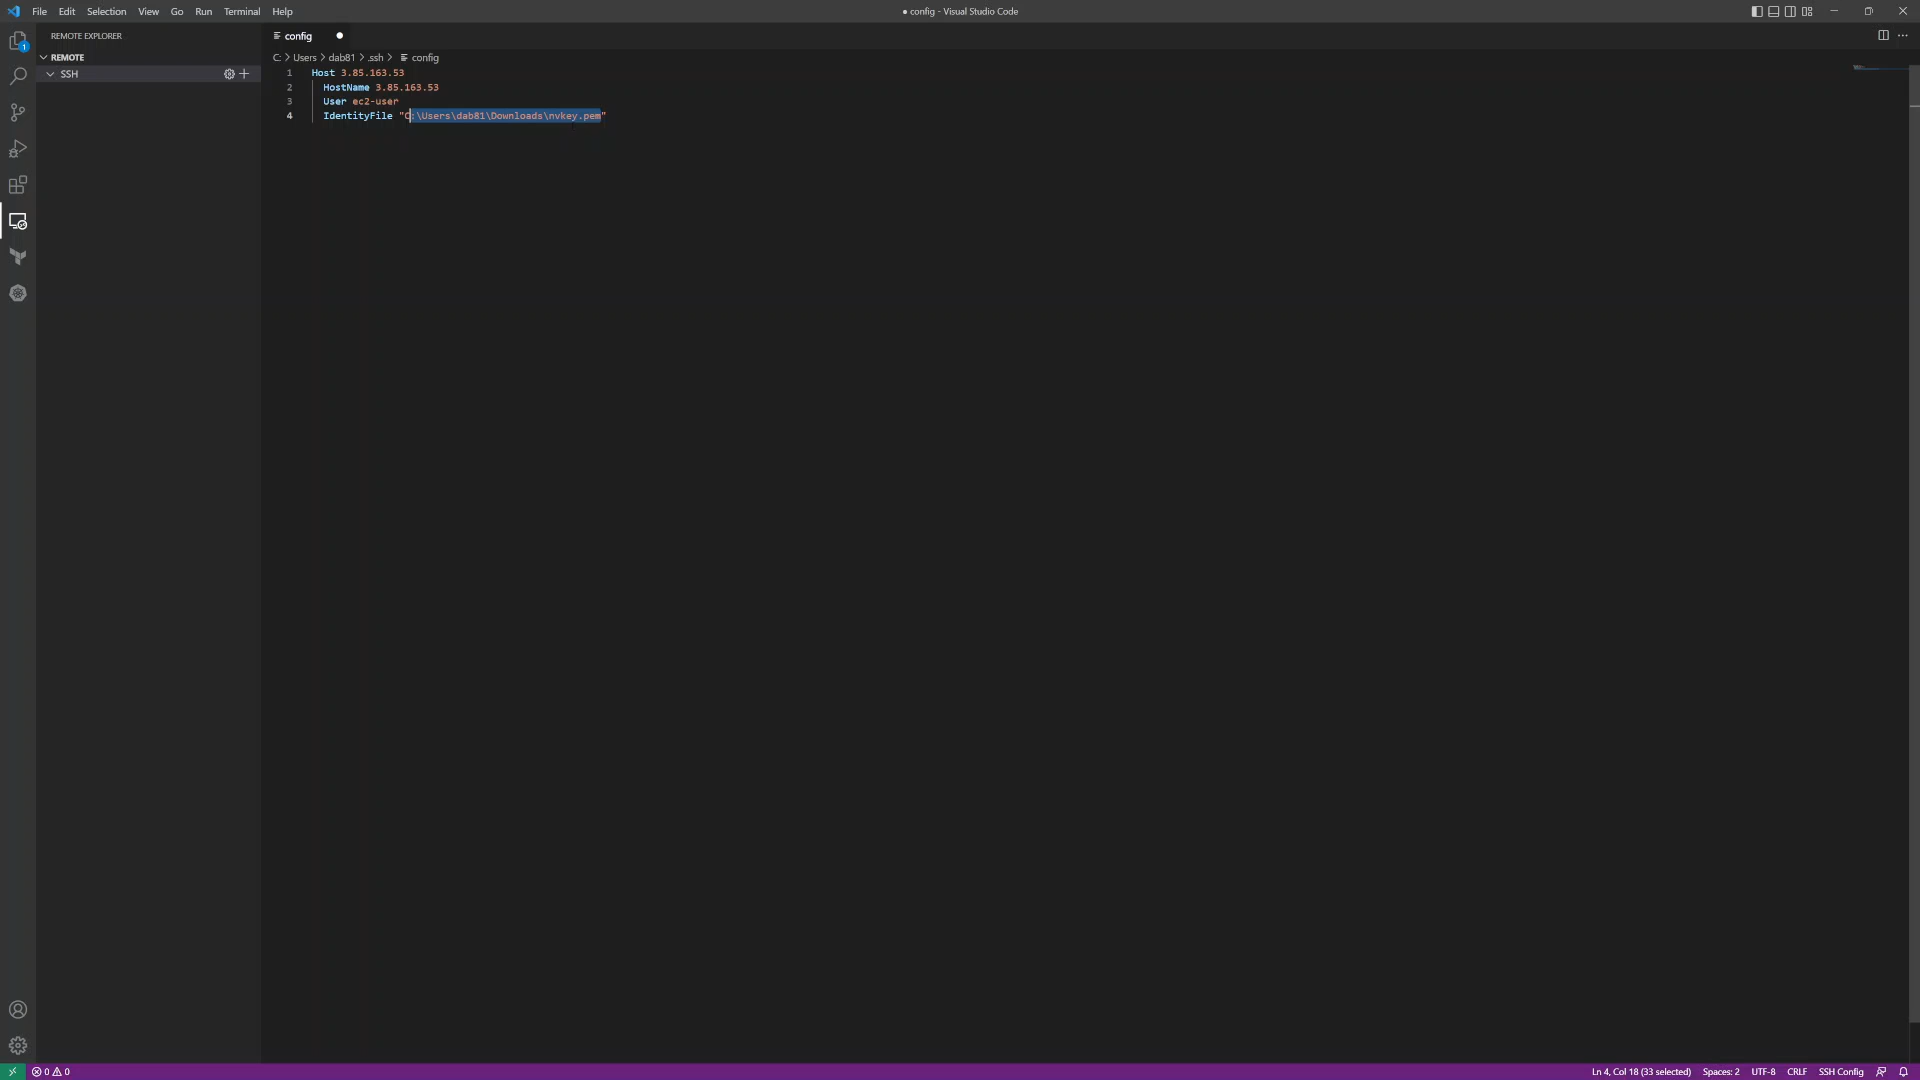 File Edit Selection View Go Run Terminal Help
● config - Visual Studio Code
REMOTE EXPLORER
config
1
REMOTE
C: > Users > dab81 > .ssh > config
SSH
1 Host 3.85.163.53
2 HostName 3.85.163.53
3 User ec2-user
4 IdentityFile "C:\Users\dab81\Downloads\nvkey.pem"
0 0
Ln 4, Col 18 (33 selected) Spaces: 2 UTF-8 CRLF SSH Config